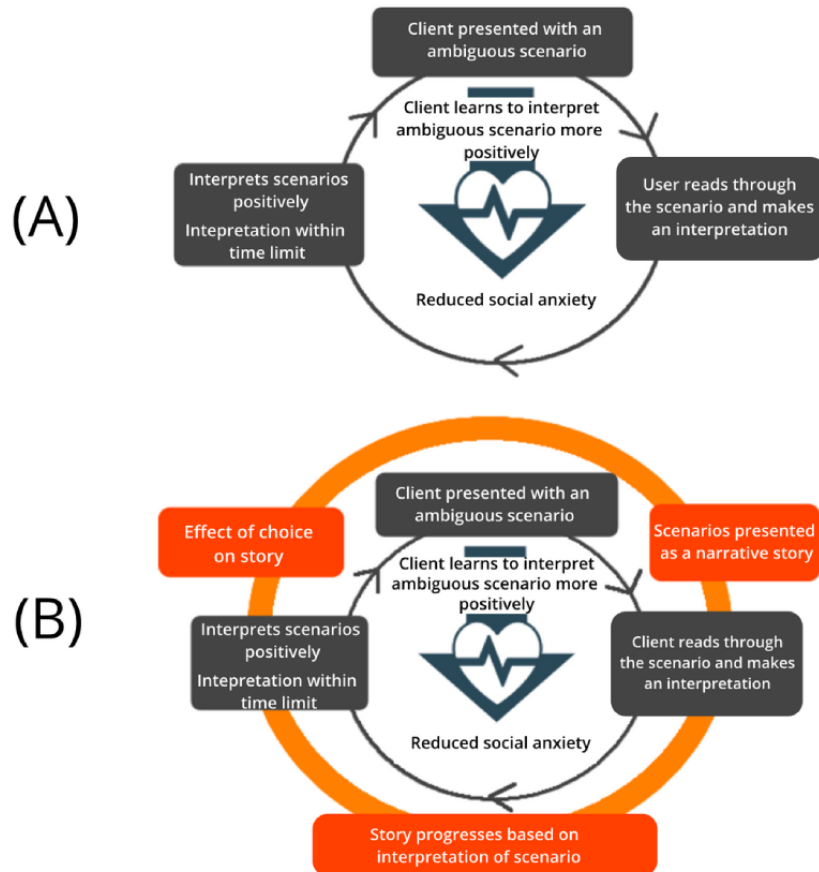 Client presented with an
ambiguous scenario
Client learns to interpret
ambiguous scenario more
positively
(A)
Interprets scenarios
positively
Intepretation within
time limit
User reads through
the scenario and makes
an interpretation
Reduced social anxiety
Client presented with an
ambiguous scenario
Effect of choice
on story
Scenarios presented
as a narrative story
Client learns to interpret
ambiguous scenario more
positively
(B)
Interprets scenarios
positively
Intepretation within
time limit
Client reads through
the scenario and makes
an interpretation
Reduced social anxiety
Story progresses based on
interpretation of scenario